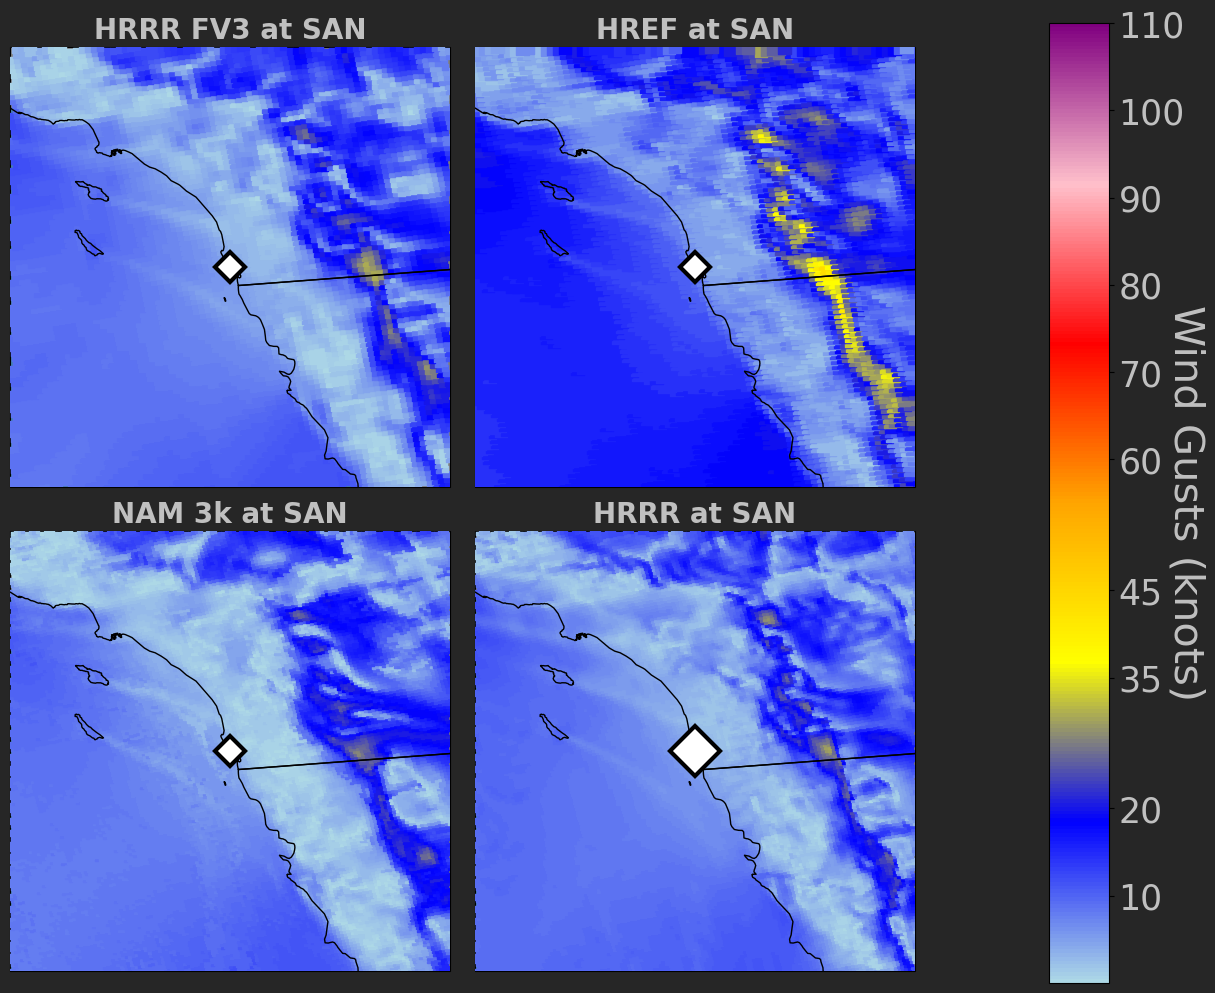 HRRR FV3 at SAN
HREF at SAN
NAM 3k at SAN
HRRR at SAN
110
100
90
80
70
60
45
35
20
10
Wind Gusts (knots)